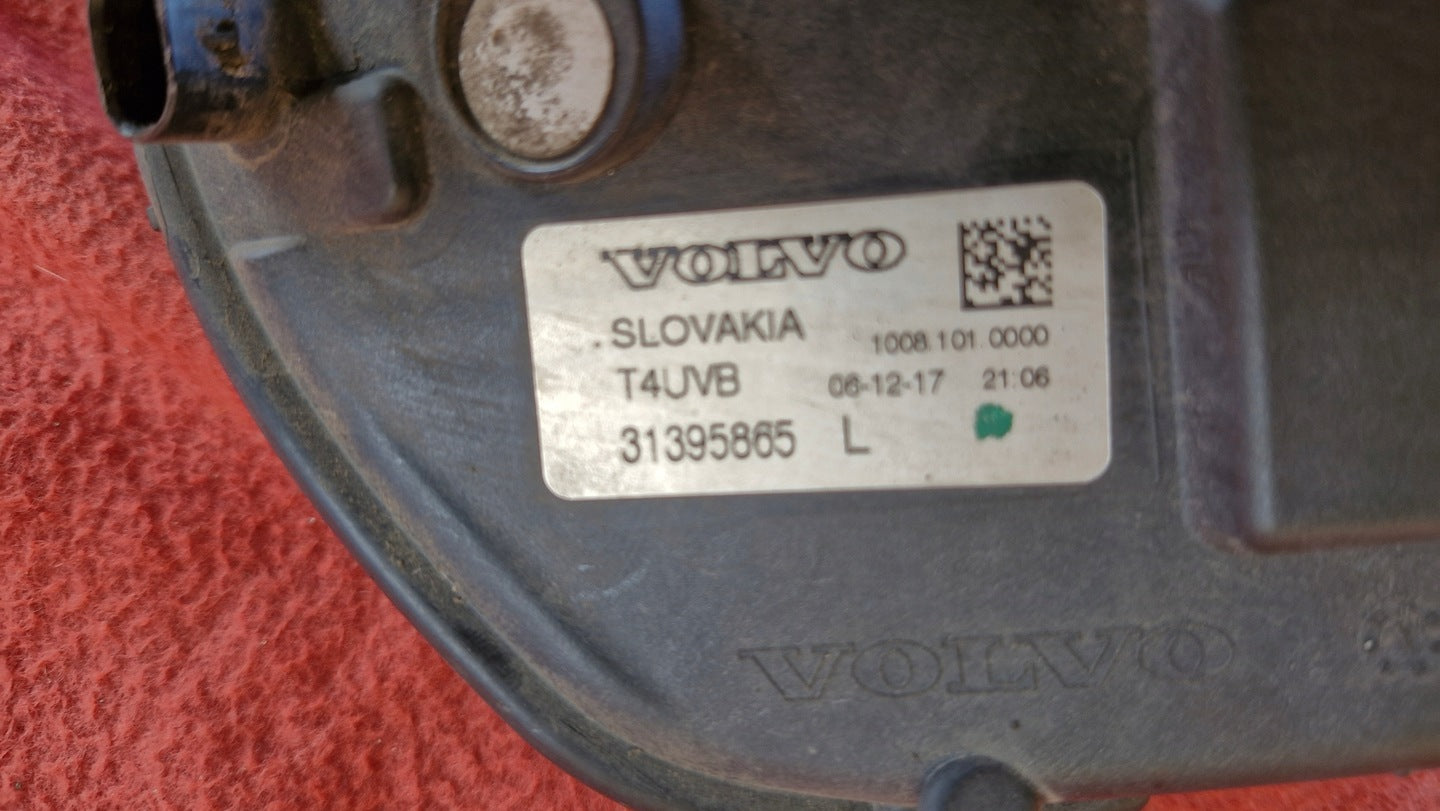 VOLVO
SLOVAKIA 1008.101.0000
T4UVB 06-12-17 21:06
31395865 L
VOLVO